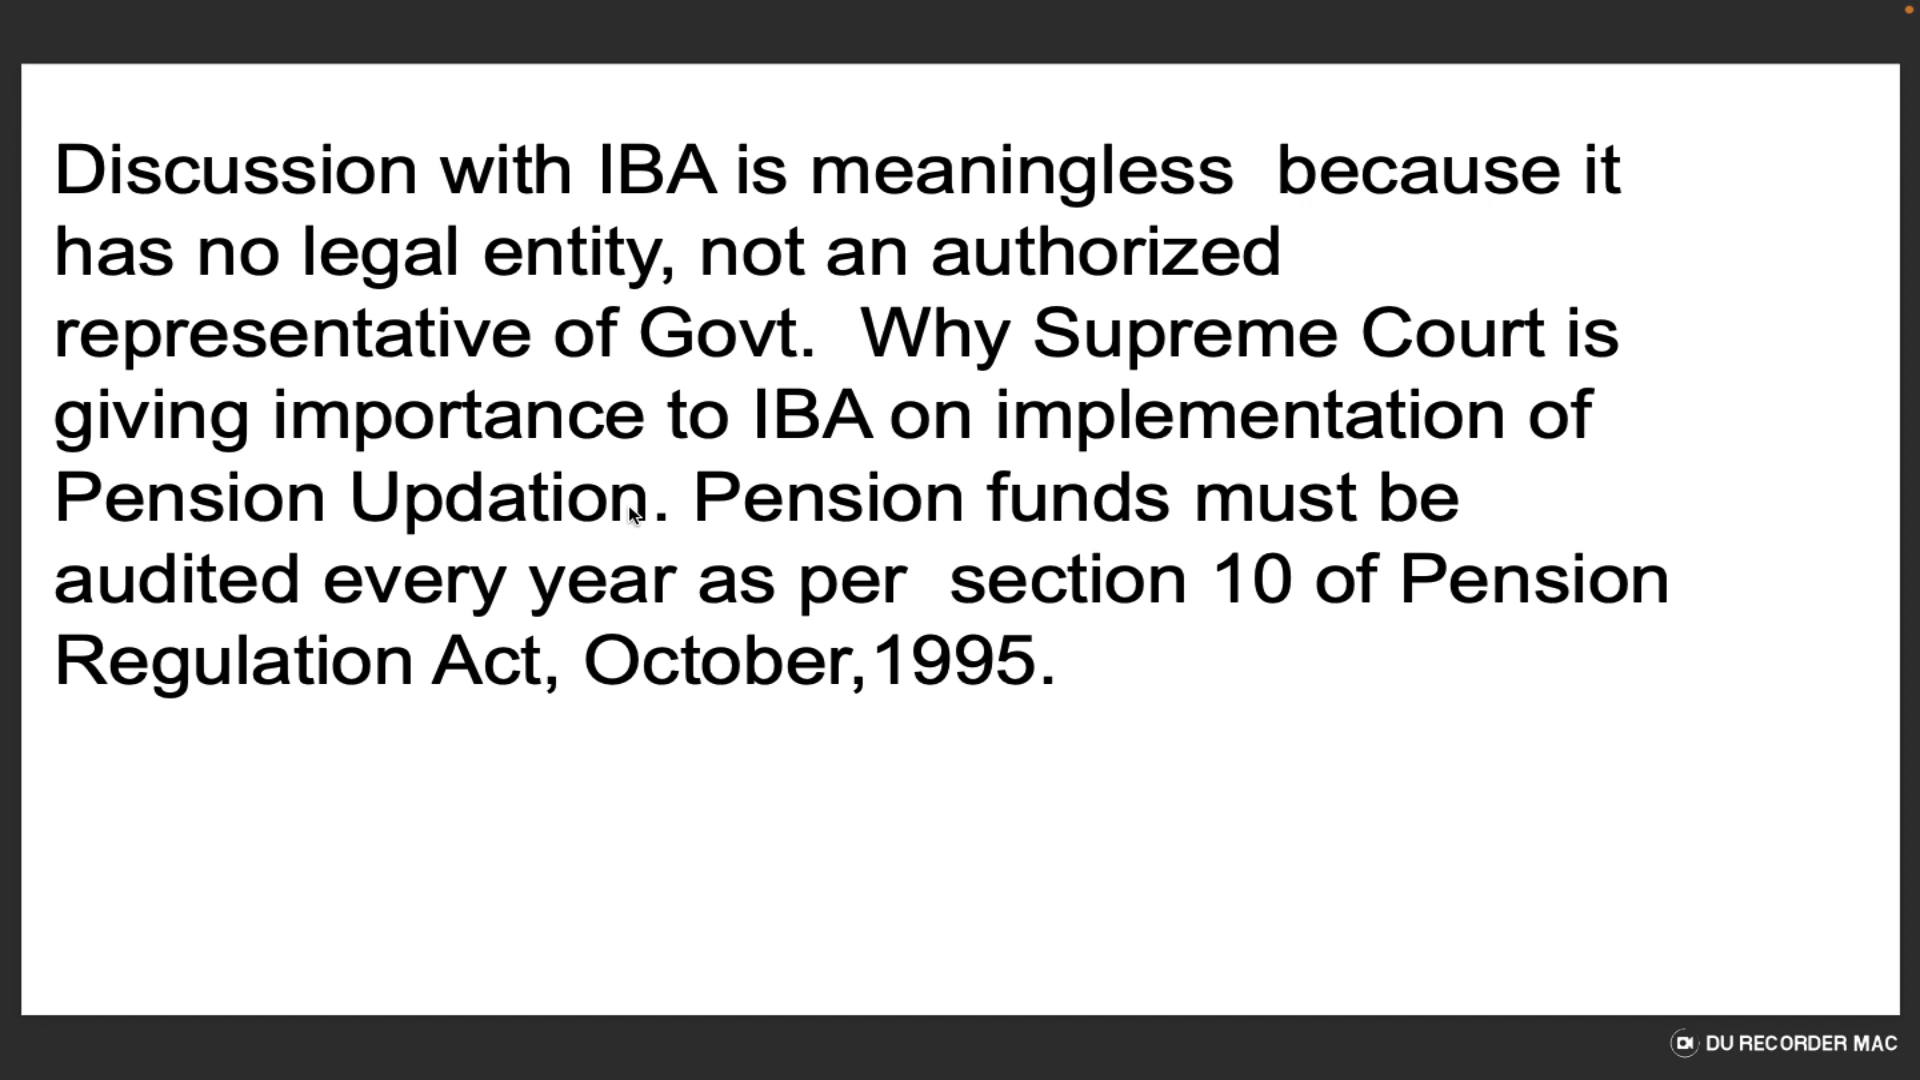 Discussion with IBA is meaningless  because it
has no legal entity, not an authorized
representative of Govt.  Why Supreme Court is
giving importance to IBA on implementation of
Pension Updation. Pension funds must be
audited every year as per  section 10 of Pension
Regulation Act, October,1995.
DU RECORDER MAC